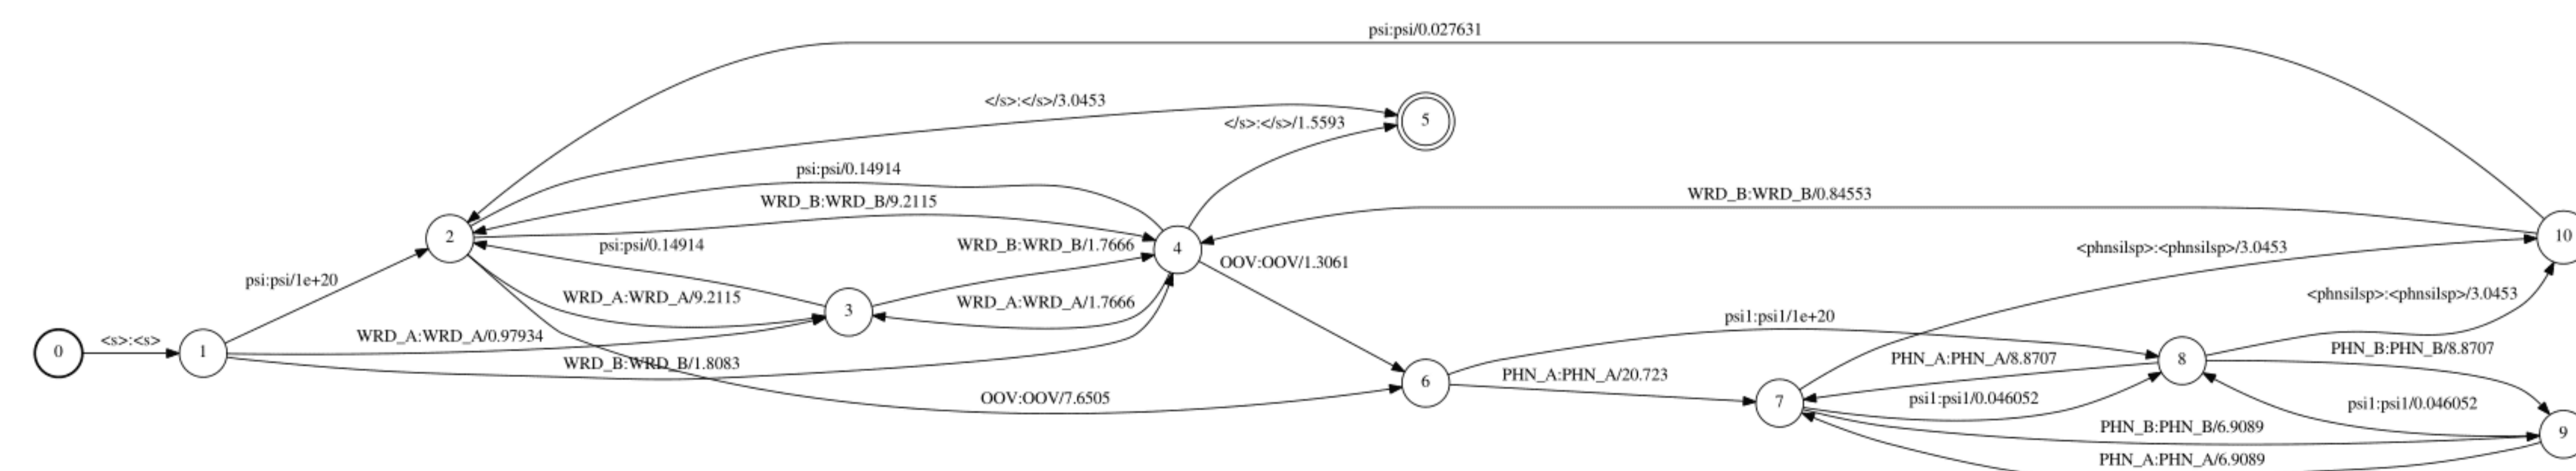 psi:psi/0.027631
</s>:</s>/3.0453
5
</s>:</s>/1.5593
psi:psi/0.14914
WRD_B:WRD_B/0.84553
WRD_B:WRD_B/9.2115
2
psi:psi/0.14914
WRD_B:WRD_B/1.7666
4
10
<phnsilsp>:<phnsilsp>/3.0453
OOV:OOV/1.3061
psi:psi/1e+20
WRD_A:WRD_A/9.2115
WRD_A:WRD_A/1.7666
<phnsilsp>:<phnsilsp>/3.0453
3
psi1:psi1/1e+20
WRD_A:WRD_A/0.97934
0
<s>:<s>
1
WRD_B:WRD_B/1.8083
PHN_A:PHN_A/8.8707
8
PHN_B:PHN_B/8.8707
6
PHN_A:PHN_A/20.723
OOV:OOV/7.6505
7
psi1:psi1/0.046052
psi1:psi1/0.046052
PHN_B:PHN_B/6.9089
9
PHN_A:PHN_A/6.9089